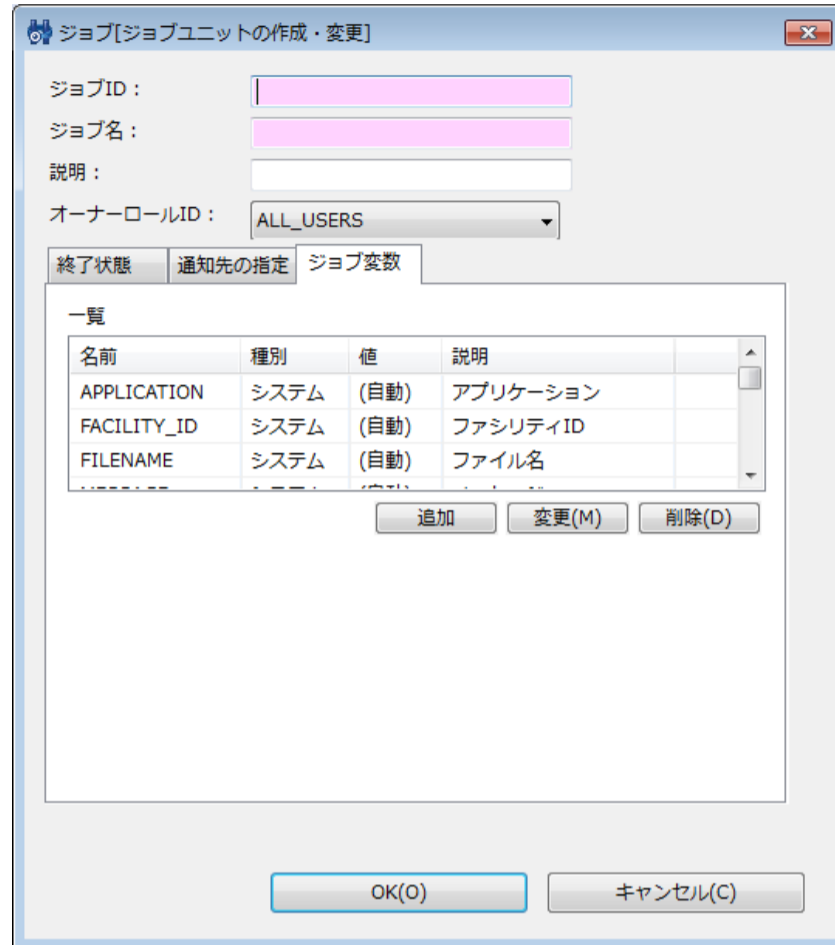 ジョブ[ジョブユニットの作成・変更]
ジョブID：
ジョブ名：
説明：
オーナーロールID： ALL_USERS
終了状態 通知先の指定 ジョブ変数
一覧
名前 種別 値 説明
APPLICATION システム (自動) アプリケーション
FACILITY_ID システム (自動) ファシリティID
FILENAME システム (自動) ファイル名
追加 変更(M) 削除(D)
OK(O) キャンセル(C)